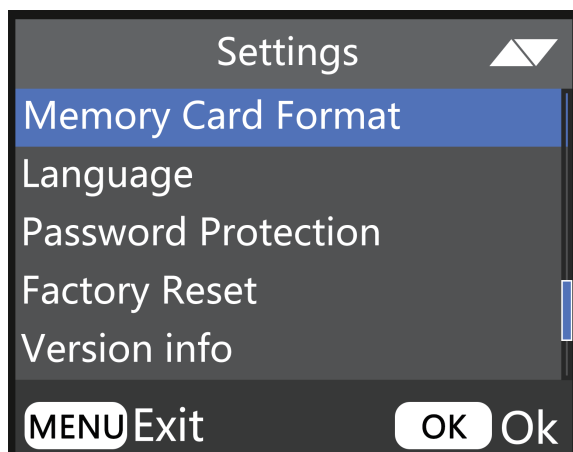 Settings
Memory Card Format
Language
Password Protection
Factory Reset
Version info
MENU Exit OK Ok